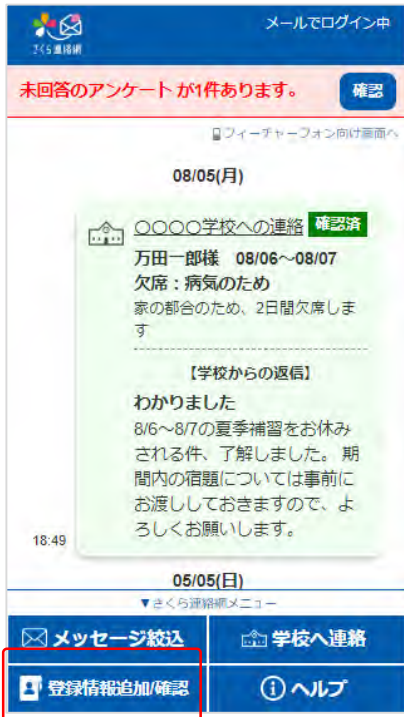 さくら連絡網
メールでログイン中
未回答のアンケート が1件あります。
確認
フィーチャーフォン向け画面へ
08/05(月)
〇〇〇〇学校への連絡 確認済
万田一郎様 08/06～08/07
欠席：病気のため
家の都合のため、2日間欠席しま
す
【学校からの返信】
わかりました
8/6～8/7の夏季補習をお休み
される件、了解しました。 期
間内の宿題については事前に
お渡ししておきますので、よ
ろしくお願いします。
18:49
05/05(日)
▼さくら連絡網メニュー
メッセージ絞込
学校へ連絡
登録情報追加/確認
ヘルプ